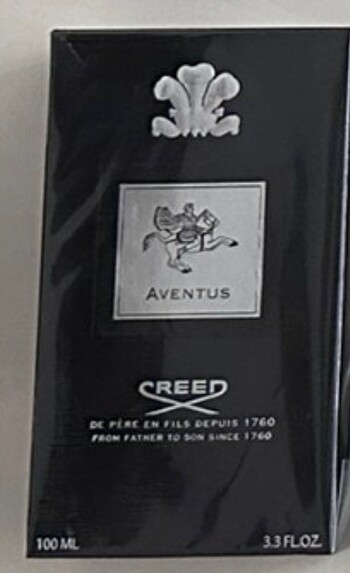 AVENTUS
CREED
DE PÈRE EN FILS DEPUIS 1760
FROM FATHER TO SON SINCE 1760
100 ML 3.3 FL.OZ.